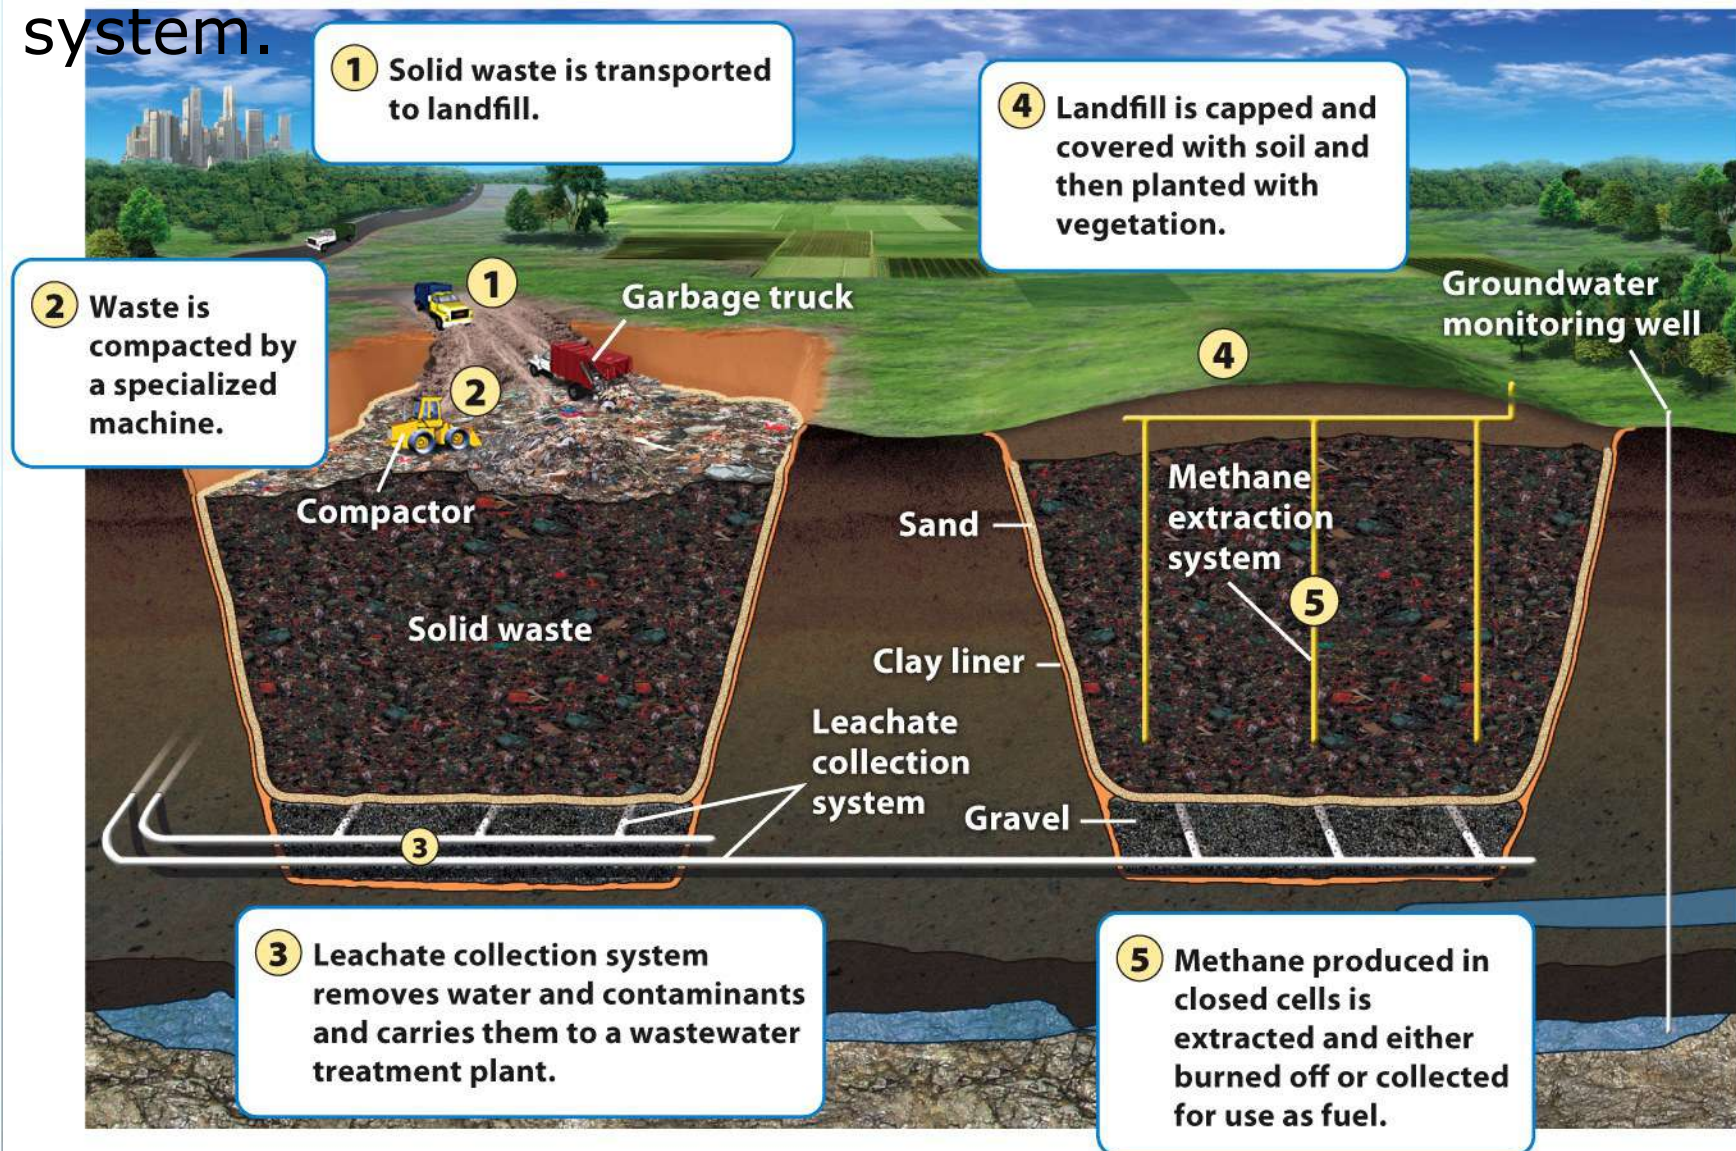 system.
1 Solid waste is transported
to landfill.
4 Landfill is capped and
covered with soil and
then planted with
vegetation.
2 Waste is
compacted by
a specialized
machine.
1
Garbage truck
Groundwater
monitoring well
2
4
Compactor
Sand
Methane
extraction
system
5
Solid waste
Clay liner
Leachate
collection
system
Gravel
3
3 Leachate collection system
removes water and contaminants
and carries them to a wastewater
treatment plant.
5 Methane produced in
closed cells is
extracted and either
burned off or collected
for use as fuel.